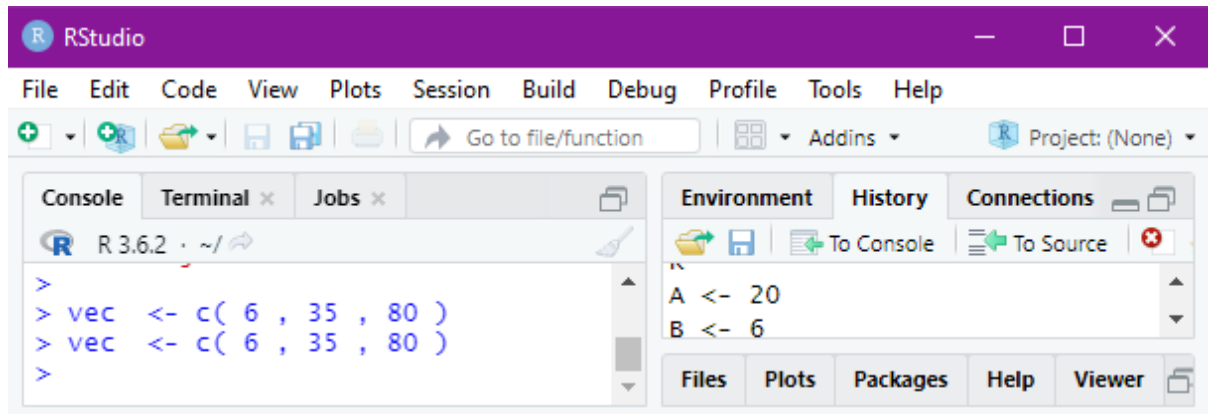 R RStudio
File Edit Code View Plots Session Build Debug Profile Tools Help
R Go to file/function Addins R Project: (None)
Console Terminal Jobs
R R 3.6.2 · ~/
>
> vec <- c( 6 , 35 , 80 )
> vec <- c( 6 , 35 , 80 )
>
Environment History Connections
To Console To Source
A <- 20
B <- 6
Files Plots Packages Help Viewer